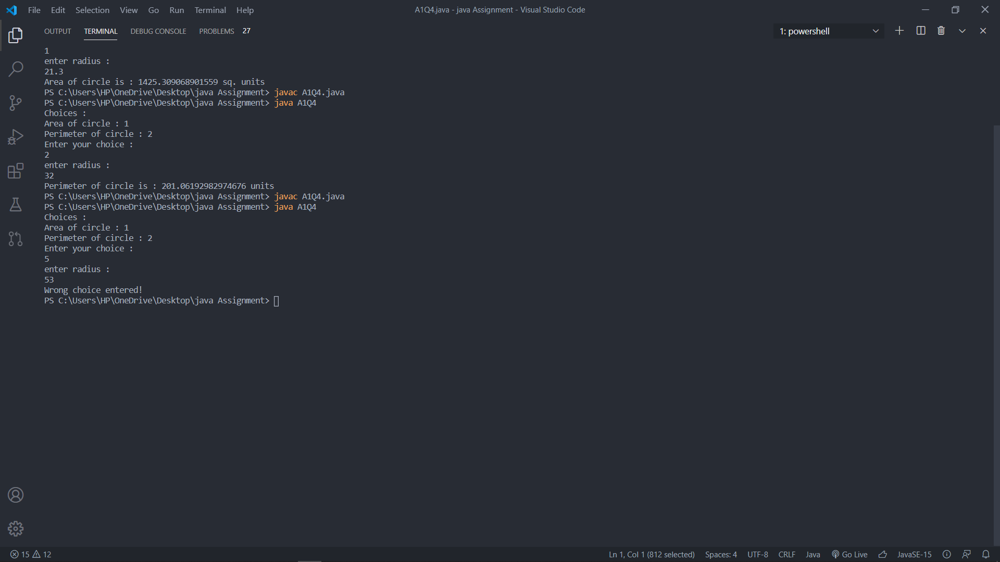 File Edit Selection View Go Run Terminal Help A1Q4.java - java Assignment - Visual Studio Code
OUTPUT TERMINAL DEBUG CONSOLE PROBLEMS 27 1: powershell
1
enter radius :
21.3
Area of circle is : 1425.309068901559 sq. units
PS C:\Users\HP\OneDrive\Desktop\java Assignment> javac A1Q4.java
PS C:\Users\HP\OneDrive\Desktop\java Assignment> java A1Q4
Choices :
Area of circle : 1
Perimeter of circle : 2
Enter your choice :
2
enter radius :
32
Perimeter of circle is : 201.06192982974676 units
PS C:\Users\HP\OneDrive\Desktop\java Assignment> javac A1Q4.java
PS C:\Users\HP\OneDrive\Desktop\java Assignment> java A1Q4
Choices :
Area of circle : 1
Perimeter of circle : 2
Enter your choice :
5
enter radius :
53
Wrong choice entered!
PS C:\Users\HP\OneDrive\Desktop\java Assignment>
15 12 Ln 1, Col 1 (812 selected) Spaces: 4 UTF-8 CRLF Java Go Live JavaSE-15